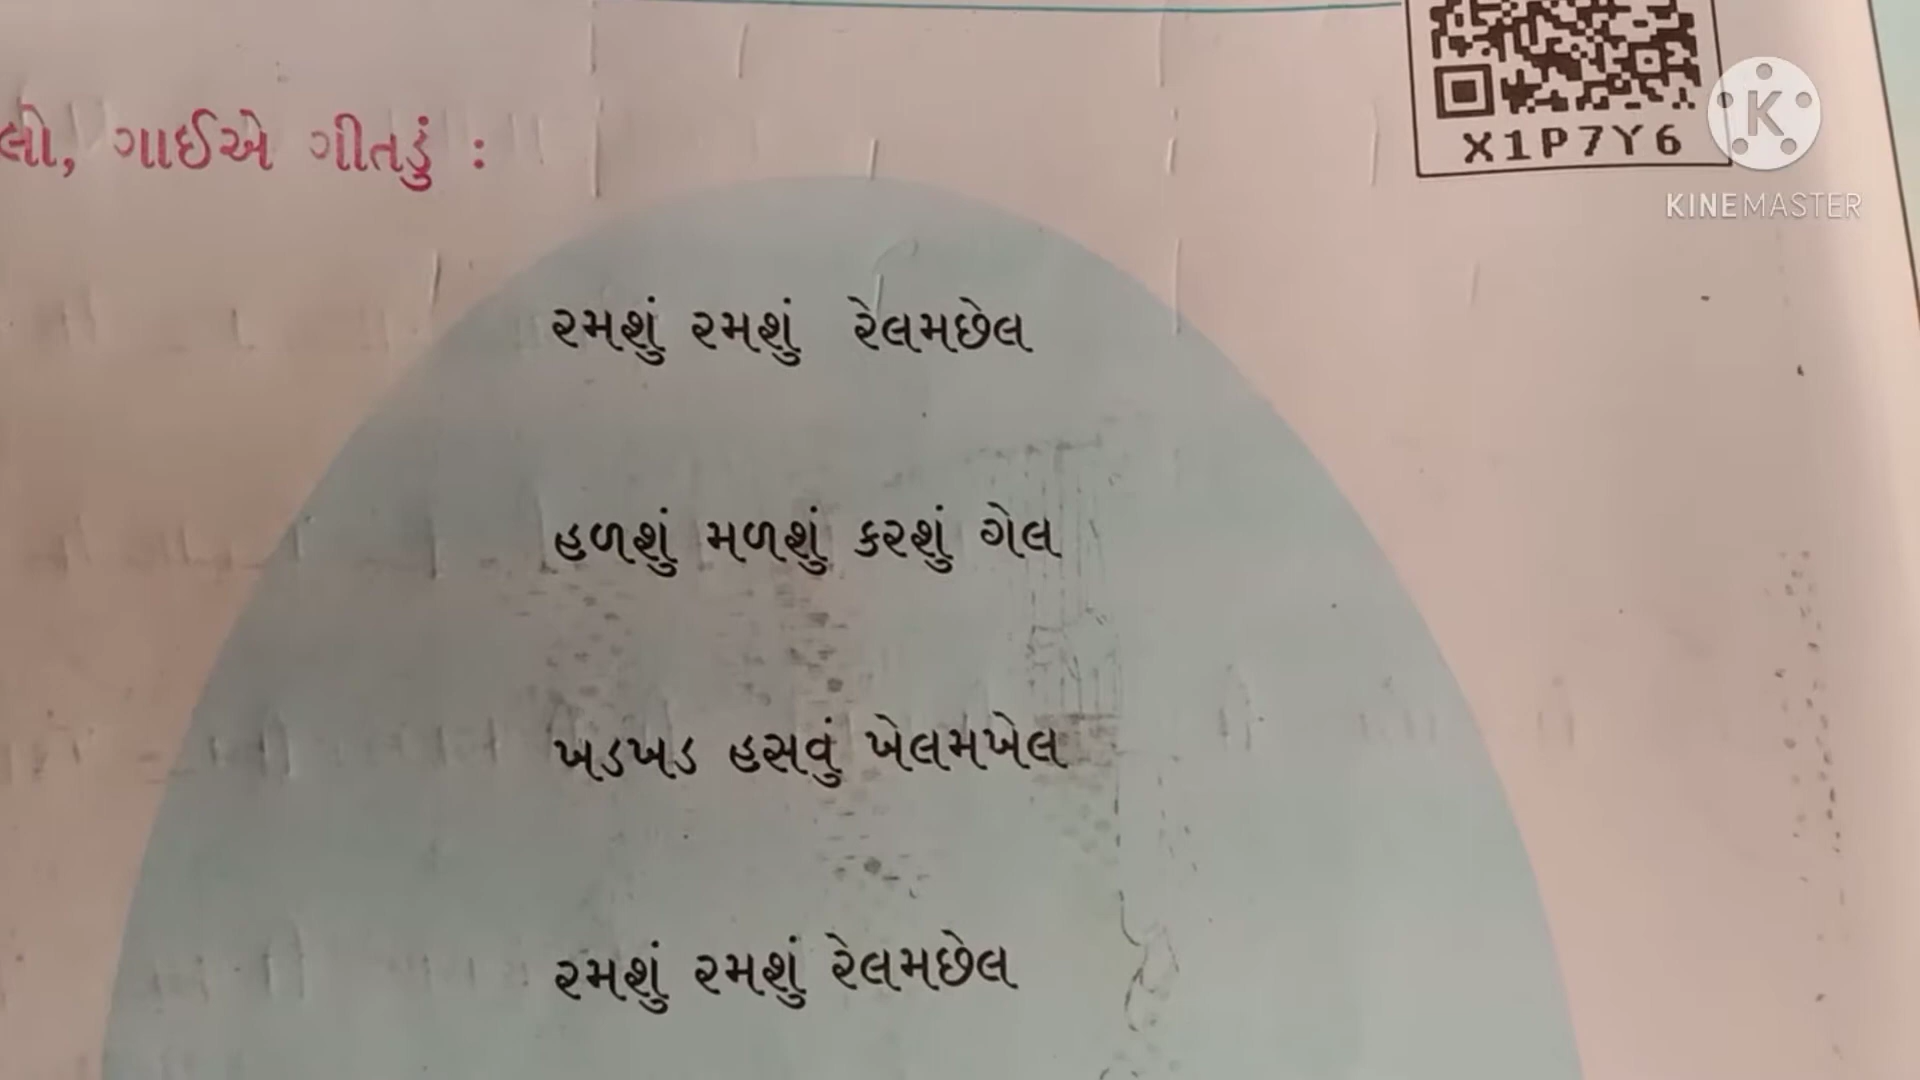 X1P7Y6
KINEMASTER
લો, ગાઈએ ગીતડું :
રમશું રમશું રેલમછેલ
હળશું મળશું કરશું ગેલ
ખડખડ હસવું ખેલમખેલ
રમશું રમશું રેલમછેલ